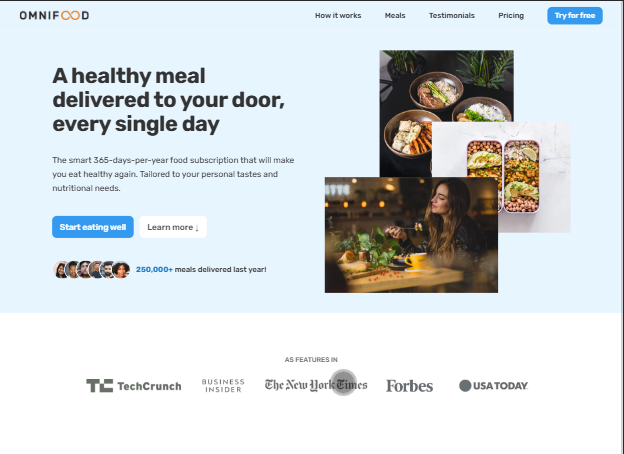 OMNIFOOD
How it works
Meals
Testimonials
Pricing
Try for free
A healthy meal
delivered to your door,
every single day
The smart 365-days-per-year food subscription that will make
you eat healthy again. Tailored to your personal tastes and
nutritional needs.
Start eating well
Learn more ↓
250,000+ meals delivered last year!
AS FEATURES IN
TechCrunch
BUSINESS
INSIDER
The New York Times
Forbes
USA TODAY